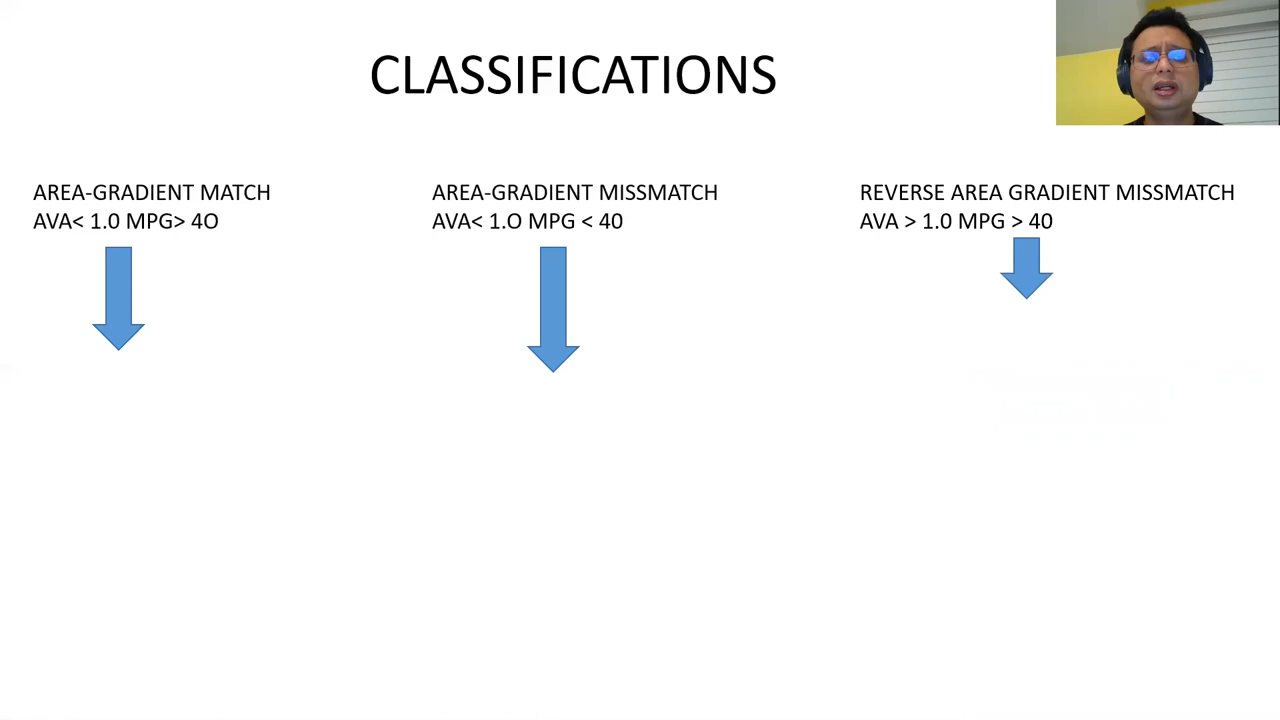 CLASSIFICATIONS
AREA-GRADIENT MATCH
AVA< 1.0 MPG> 4O
AREA-GRADIENT MISSMATCH
AVA< 1.O MPG < 40
REVERSE AREA GRADIENT MISSMATCH
AVA > 1.0 MPG > 40